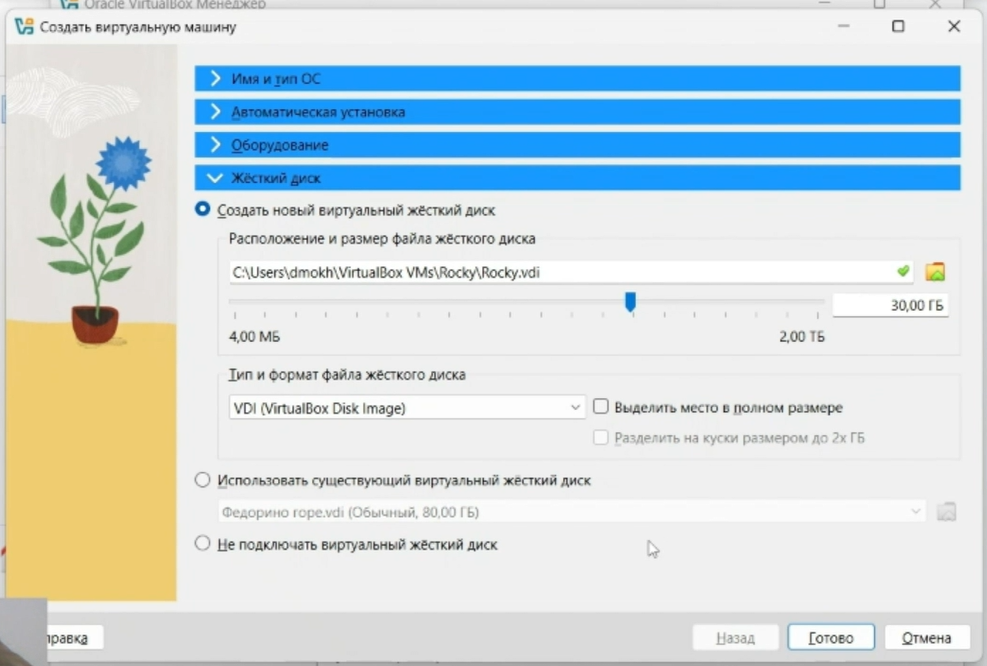 Oracle VirtualBox Менеджер
Создать виртуальную машину
Имя и тип ОС
Автоматическая установка
Оборудование
Жёсткий диск
Создать новый виртуальный жёсткий диск
Расположение и размер файла жёсткого диска
C:\Users\dmokh\VirtualBox VMs\Rocky\Rocky.vdi
30,00 ГБ
4,00 МБ 2,00 ТБ
Тип и формат файла жёсткого диска
VDI (VirtualBox Disk Image) Выделить место в полном размере
Разделить на куски размером до 2х ГБ
Использовать существующий виртуальный жёсткий диск
Федорино горе.vdi (Обычный, 80,00 ГБ)
Не подключать виртуальный жёсткий диск
правка Назад Готово Отмена